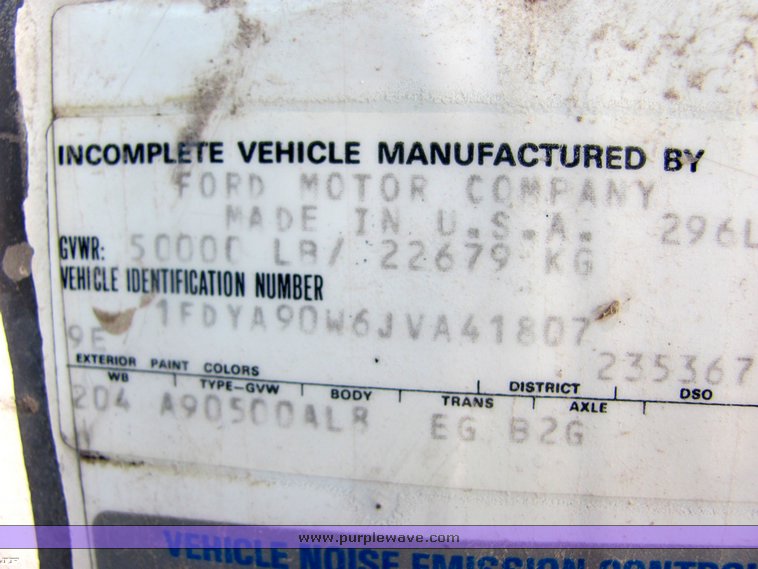 INCOMPLETE VEHICLE MANUFACTURED BY
FORD MOTOR COMPANY
MADE IN U.S.A. 296L
GVWR: 50000 LB/ 22679 KG
VEHICLE IDENTIFICATION NUMBER
1FDYA90W6JVA41807
9E 235367
EXTERIOR PAINT COLORS DISTRICT DSO
WB TYPE-GVW BODY TRANS AXLE
204 A90500AL8 EG B2G
www.purplewave.com
VEHICLE NOISE EMISSION CONTROL